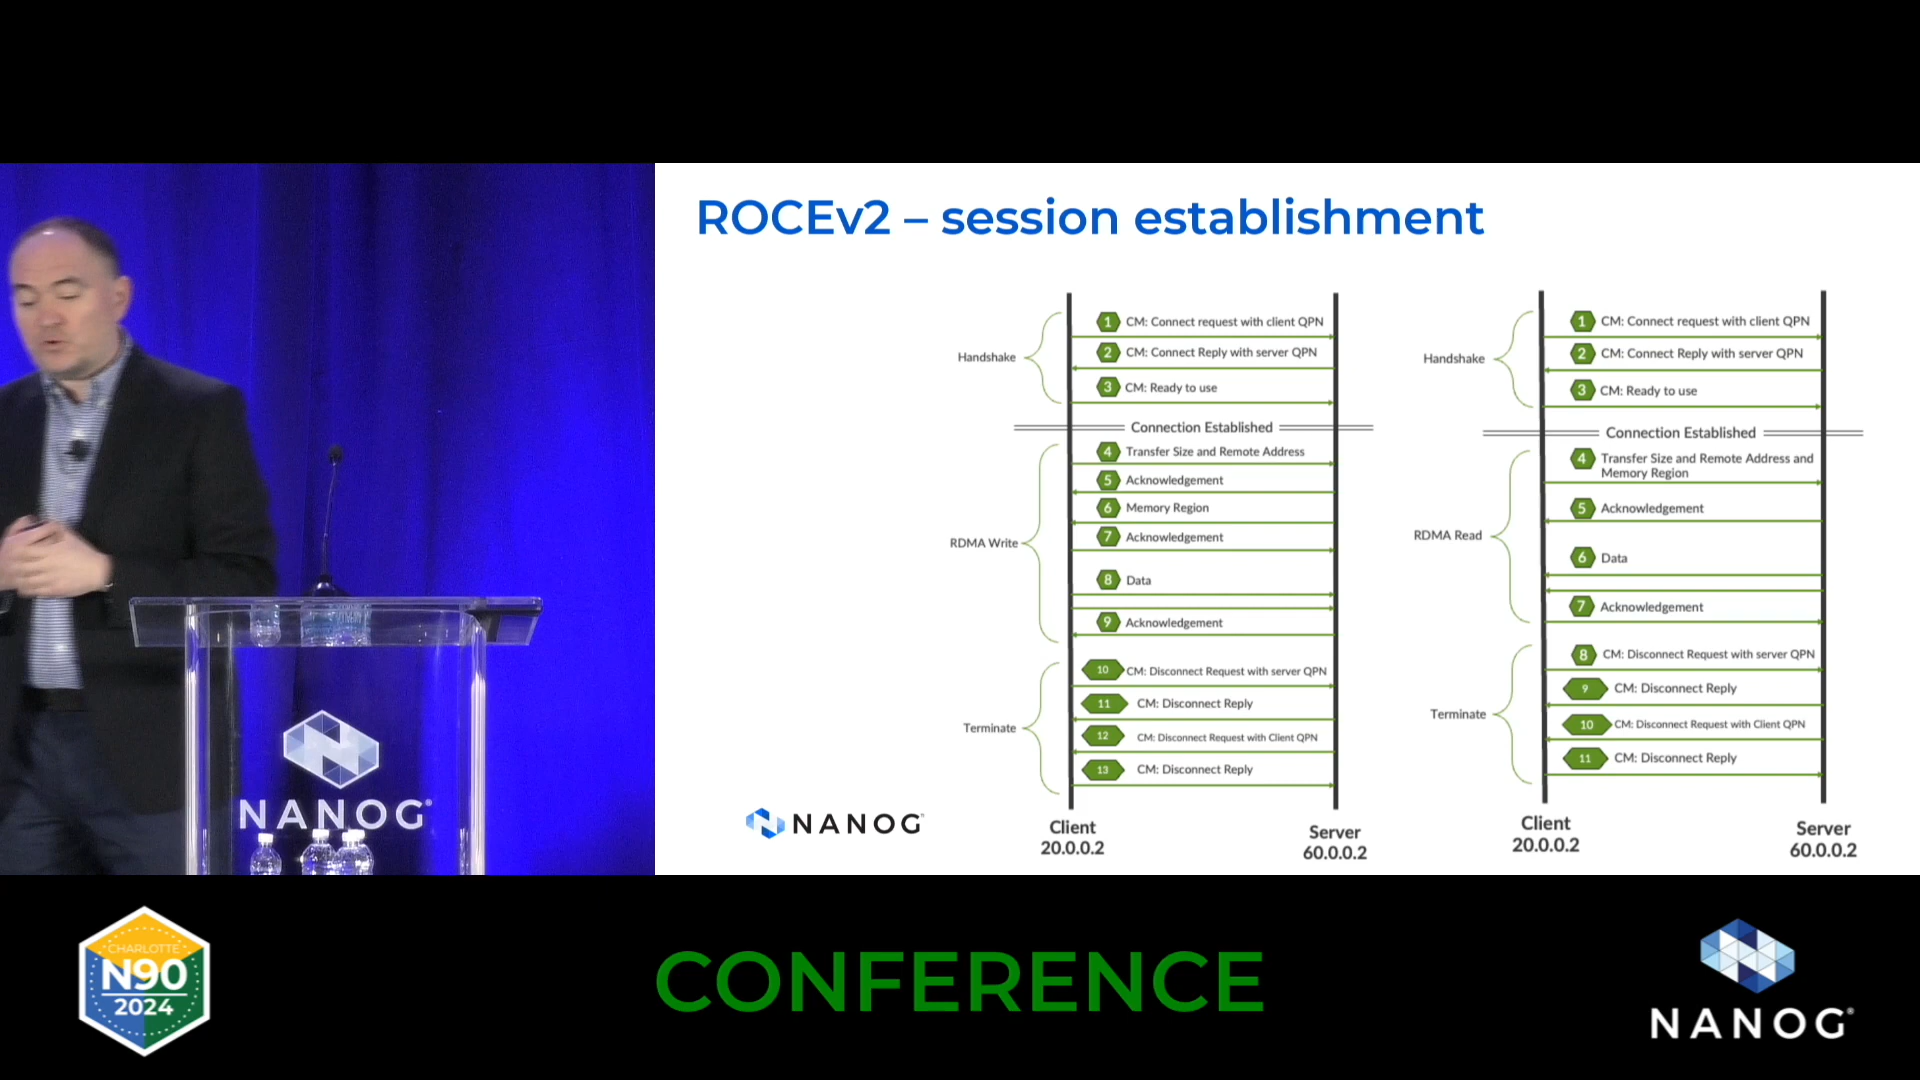 ROCEv2 – session establishment
Handshake
1 CM: Connect request with client QPN
2 CM: Connect Reply with server QPN
3 CM: Ready to use
Connection Established
RDMA Write
4 Transfer Size and Remote Address
5 Acknowledgement
6 Memory Region
7 Acknowledgement
8 Data
9 Acknowledgement
Terminate
10 CM: Disconnect Request with server QPN
11 CM: Disconnect Reply
12 CM: Disconnect Request with Client QPN
13 CM: Disconnect Reply
Client
20.0.0.2
Server
60.0.0.2
Handshake
1 CM: Connect request with client QPN
2 CM: Connect Reply with server QPN
3 CM: Ready to use
Connection Established
RDMA Read
4 Transfer Size and Remote Address and
Memory Region
5 Acknowledgement
6 Data
7 Acknowledgement
Terminate
8 CM: Disconnect Request with server QPN
9 CM: Disconnect Reply
10 CM: Disconnect Request with Client QPN
11 CM: Disconnect Reply
Client
20.0.0.2
Server
60.0.0.2
NANOG
NANOG®
CHARLOTTE
N90
2024
CONFERENCE
NANOG®